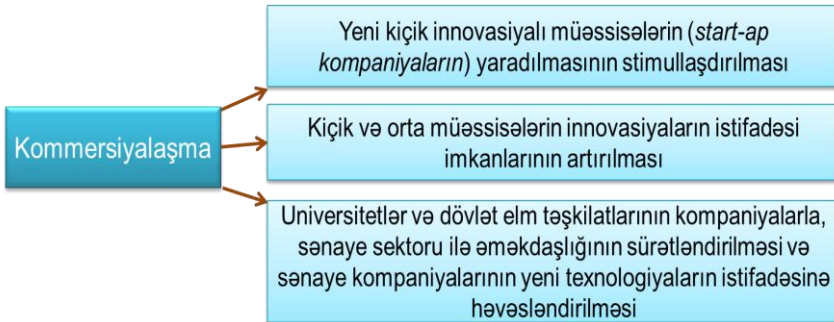 Kommersiyalaşma
Yeni kiçik innovasiyalı müəssisələrin (start-ap
kompaniyaların) yaradılmasının stimullaşdırılması
Kiçik və orta müəssisələrin innovasiyaların istifadəsi
imkanlarının artırılması
Universitetlər və dövlət elm təşkilatlarının kompaniyalarla,
sənaye sektoru ilə əməkdaşlığının sürətləndirilməsi və
sənaye kompaniyalarının yeni texnologiyaların istifadəsinə
həvəsləndirilməsi